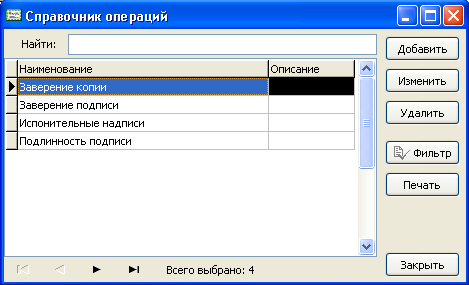 Справочник операций
Найти:
Добавить
Наименование Описание
Изменить
Заверение копии
Заверение подписи
Удалить
Испонительные надписи
Подлинность подписи
Фильтр
Печать
Всего выбрано: 4
Закрыть